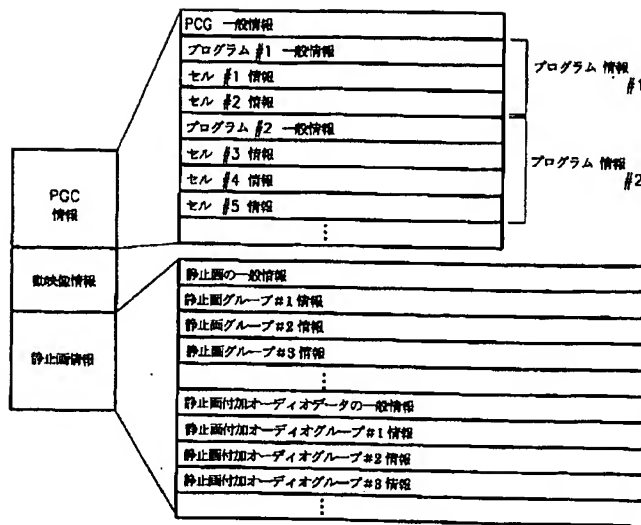 PCG 一般情報
プログラム #1 一般情報
セル #1 情報
セル #2 情報
プログラム #2 一般情報
セル #3 情報
セル #4 情報
セル #5 情報
プログラム 情報
#1
プログラム 情報
#2
PGC
情報
動映像情報
静止画情報
静止画の一般情報
静止画グループ#1 情報
静止画グループ#2 情報
静止画グループ#3 情報
静止画付加オーディオデータの一般情報
静止画付加オーディオグループ#1 情報
静止画付加オーディオグループ#2 情報
静止画付加オーディオグループ#3 情報